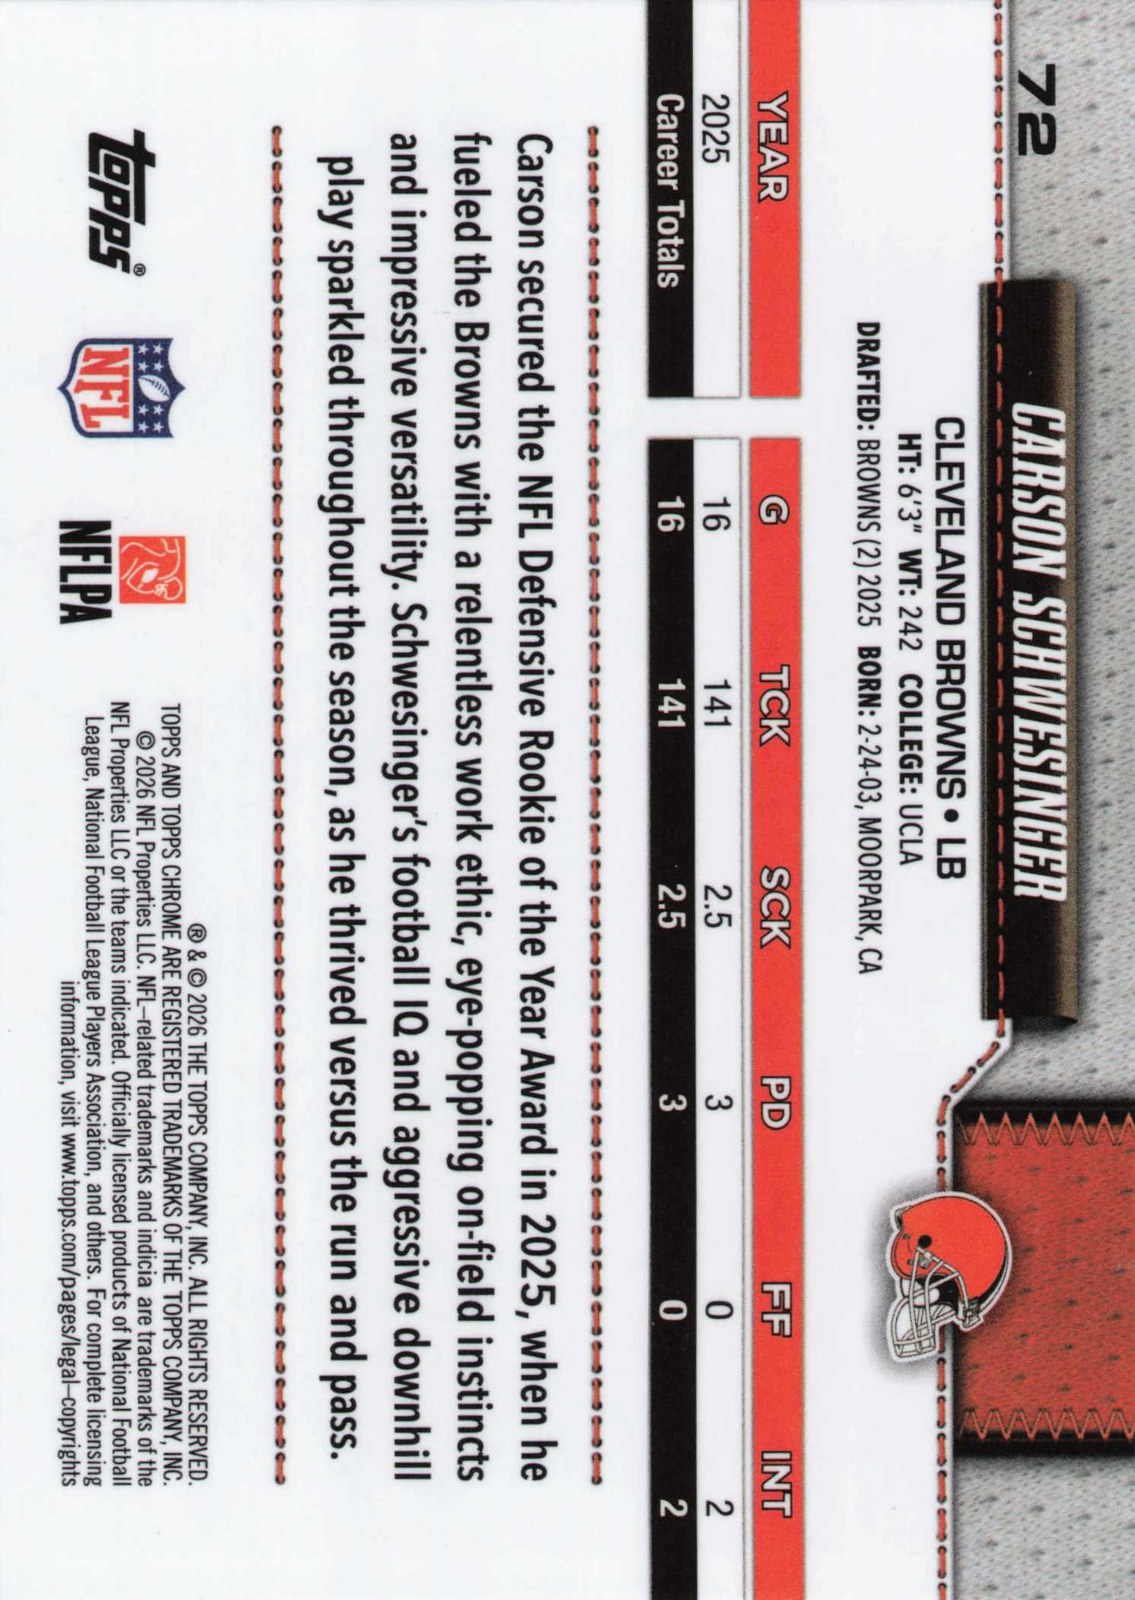 72
CARSON SCHWESINGER
CLEVELAND BROWNS • LB
HT: 6'3" WT: 242 COLLEGE: UCLA
DRAFTED: BROWNS (2) 2025 BORN: 2-24-03, MOORPARK, CA
YEAR G TCK SCK PD FF INT
2025 16 141 2.5 3 0 2
Career Totals 16 141 2.5 3 0 2
Carson secured the NFL Defensive Rookie of the Year Award in 2025, when he
fueled the Browns with a relentless work ethic, eye-popping on-field instincts
and impressive versatility. Schwesinger's football IQ and aggressive downhill
play sparkled throughout the season, as he thrived versus the run and pass.
topps®
NFL
NFLPA
® & © 2026 THE TOPPS COMPANY, INC. ALL RIGHTS RESERVED.
TOPPS AND TOPPS CHROME ARE REGISTERED TRADEMARKS OF THE TOPPS COMPANY, INC.
© 2026 NFL Properties LLC. NFL–related trademarks and indicia are trademarks of the
NFL Properties LLC or the teams indicated. Officially licensed products of National Football
League, National Football League Players Association, and others. For complete licensing
information, visit www.topps.com/pages/legal–copyrights